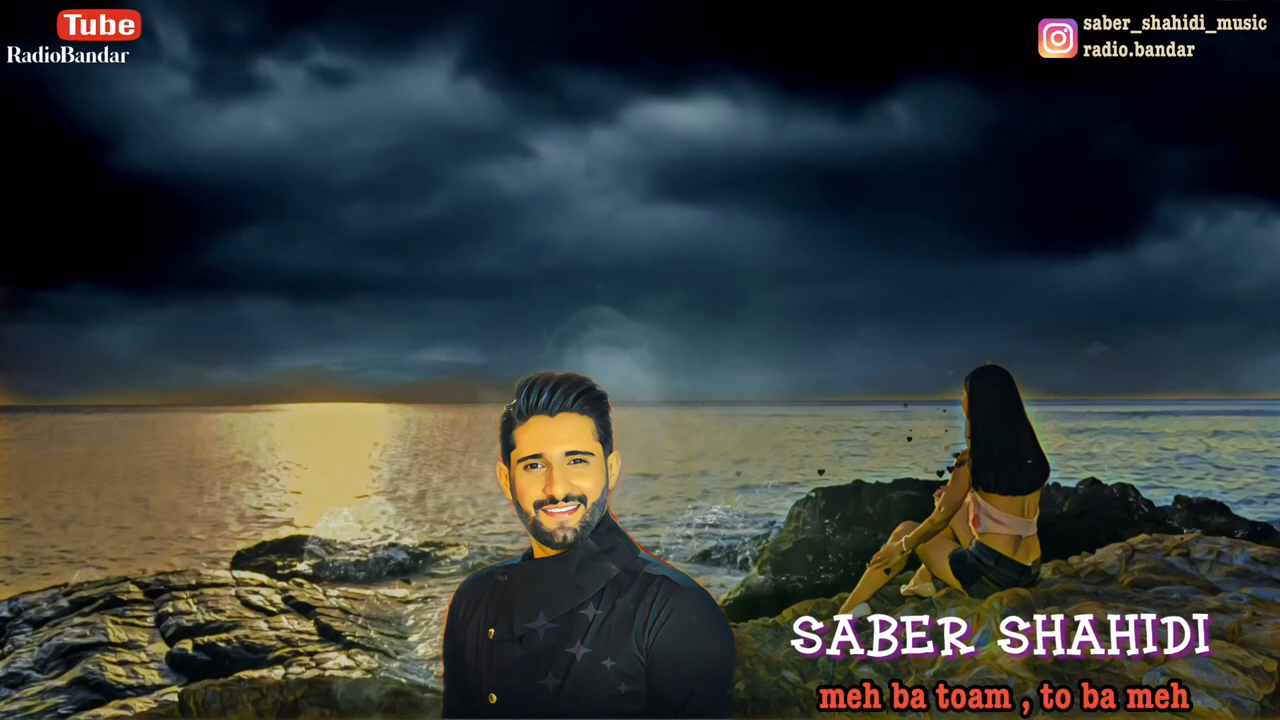 Tube
RadioBandar
saber_shahidi_music
radio.bandar
SABER SHAHIDI
meh ba toam , to ba meh